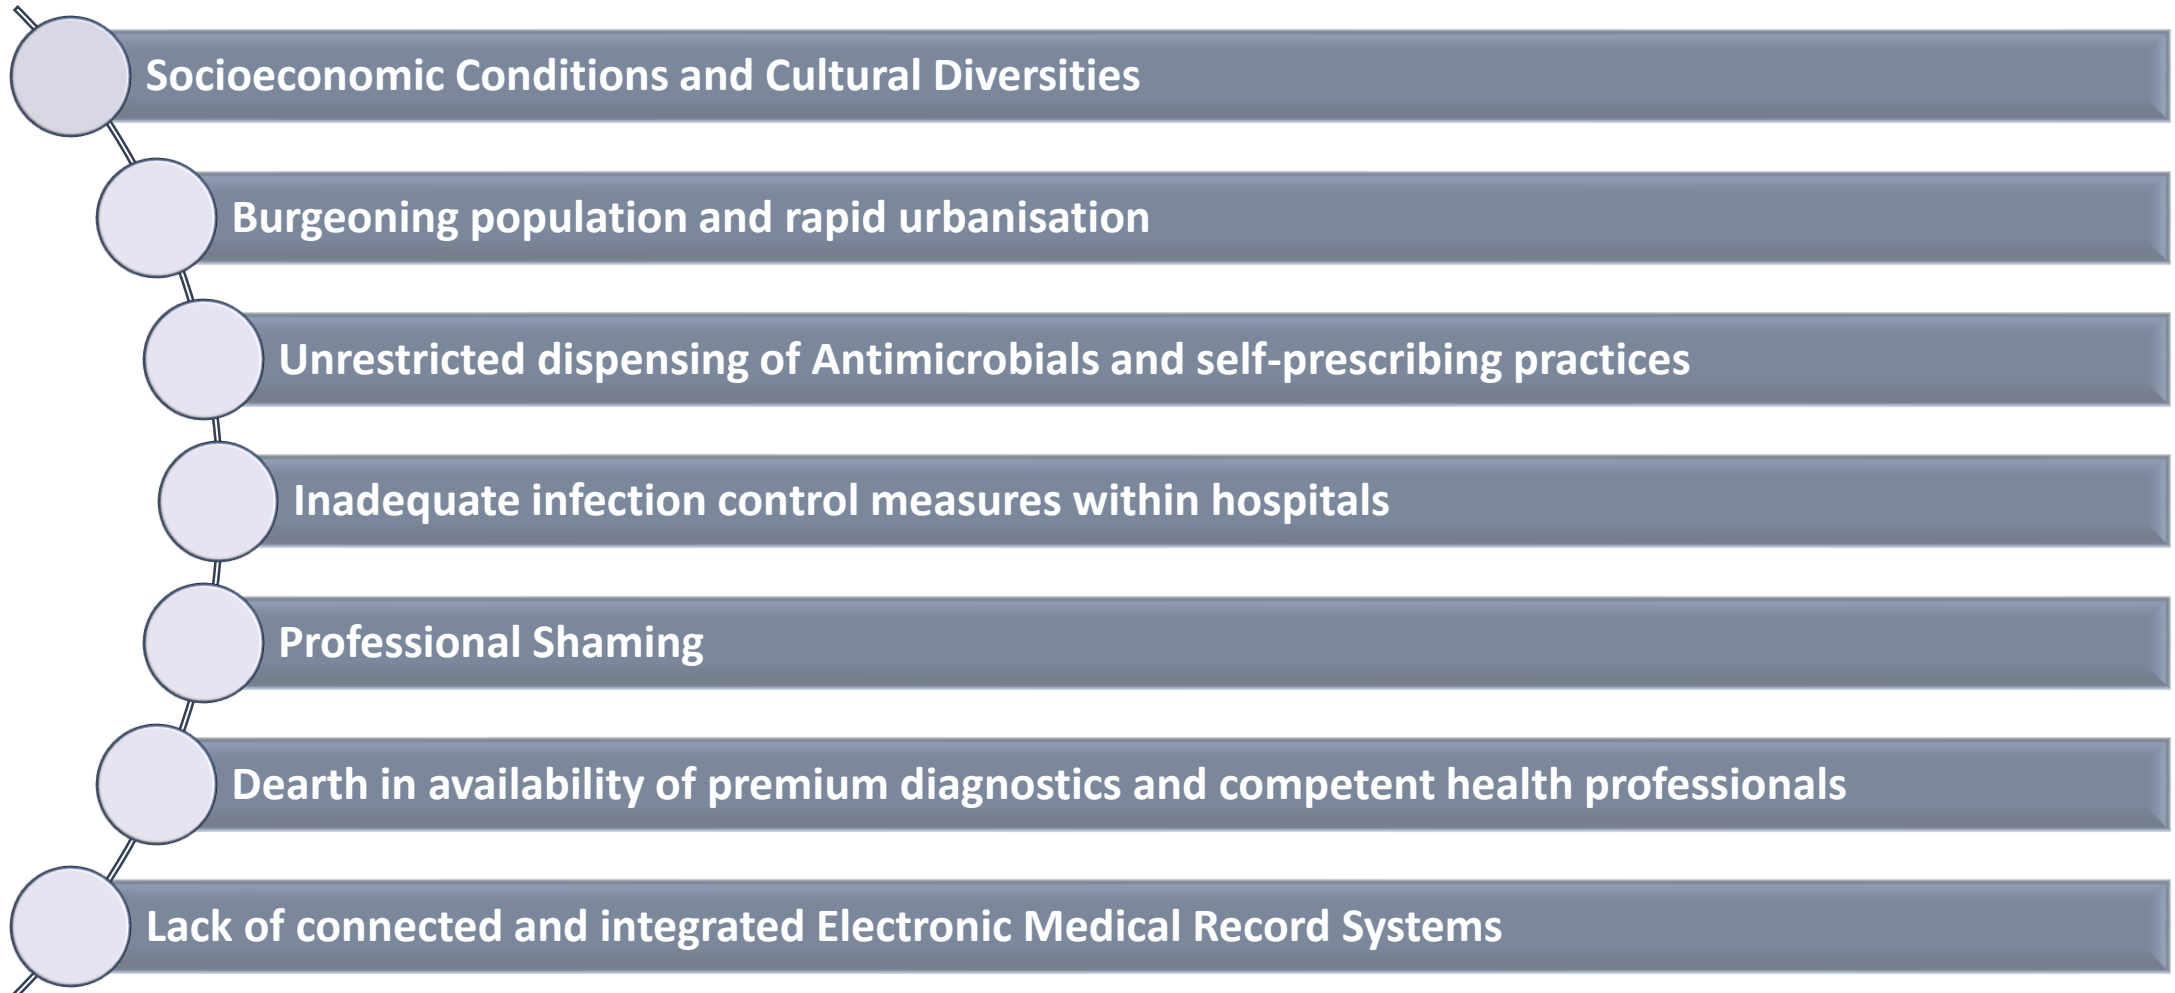 Socioeconomic Conditions and Cultural Diversities
Burgeoning population and rapid urbanisation
Unrestricted dispensing of Antimicrobials and self-prescribing practices
Inadequate infection control measures within hospitals
Professional Shaming
Dearth in availability of premium diagnostics and competent health professionals
Lack of connected and integrated Electronic Medical Record Systems